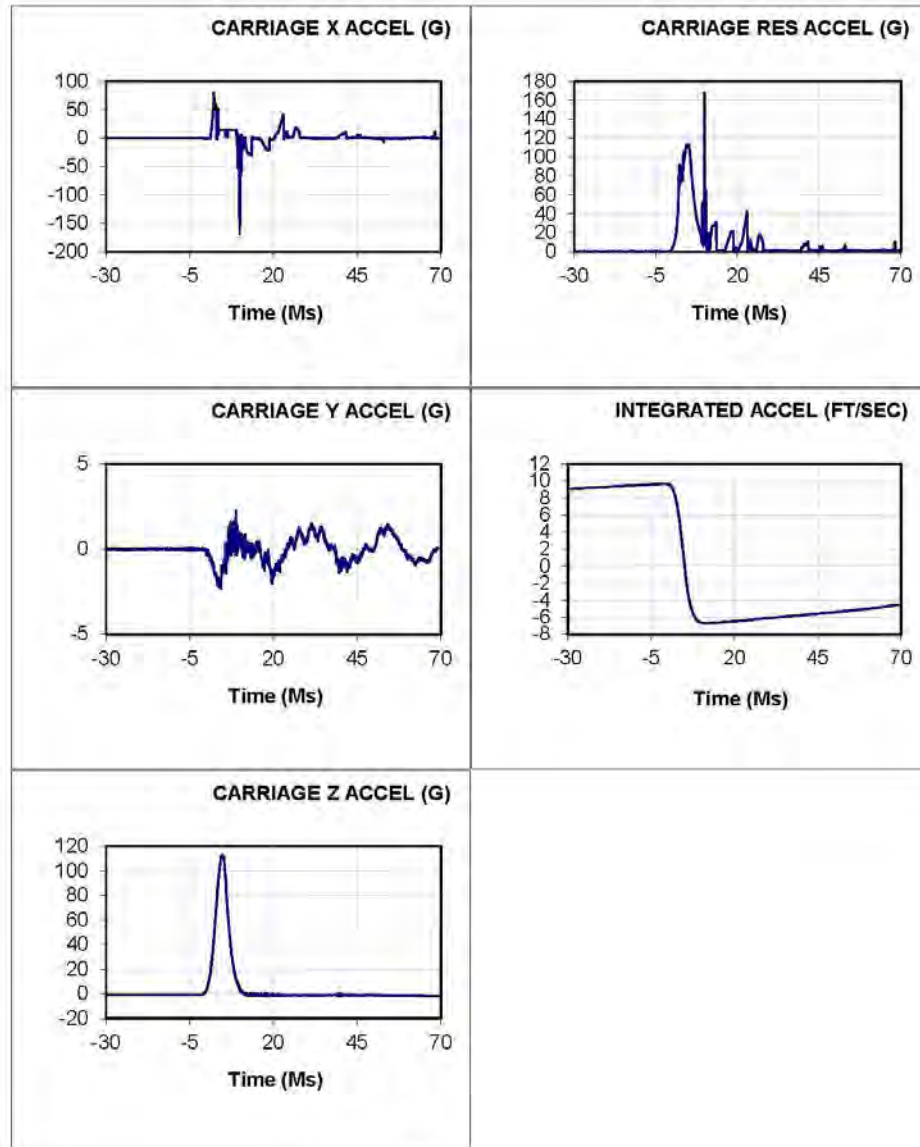 CARRIAGE X ACCEL (G)
100
50
0
-50
-100
-150
-200
-30 -5 20 45 70
Time (Ms)
CARRIAGE RES ACCEL (G)
180
160
140
120
100
80
60
40
20
0
-30 -5 20 45 70
Time (Ms)
CARRIAGE Y ACCEL (G)
5
0
-5
-30 -5 20 45 70
Time (Ms)
INTEGRATED ACCEL (FT/SEC)
12
10
8
6
4
2
0
-2
-4
-6
-8
-30 -5 20 45 70
Time (Ms)
CARRIAGE Z ACCEL (G)
120
100
80
60
40
20
0
-20
-30 -5 20 45 70
Time (Ms)